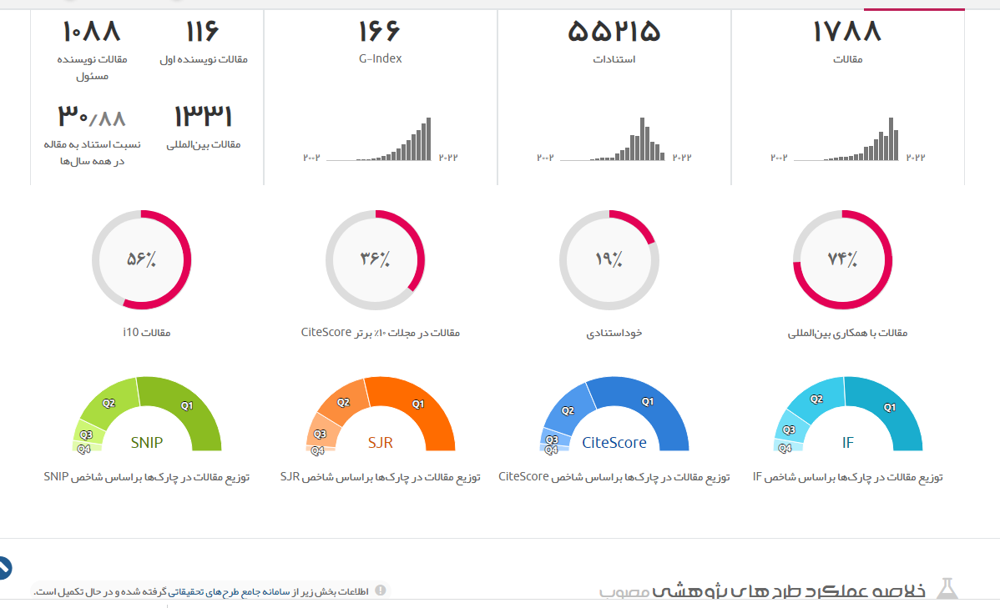 ۱۷۸۸
مقالات
۲۰۰۲
۲۰۲۲
۵۵۲۱۵
استنادات
۲۰۰۲
۲۰۲۲
۱۶۶
G-Index
۲۰۰۲
۲۰۲۲
۱۱۶
مقالات نویسنده اول
۱۰۸۸
مقالات نویسنده
مسئول
۱۳۳۱
مقالات بین‌المللی
۳۰/۸۸
نسبت استناد به مقاله
در همه سال‌ها
۷۴%
مقالات با همکاری بین‌المللی
۱۹%
خوداستنادی
۳۶%
مقالات در مجلات ۱۰٪ برتر CiteScore
۵۶%
مقالات i10
Q1
Q2
Q3
Q4
IF
توزیع مقالات در چارک‌ها براساس شاخص IF
Q1
Q2
Q3
Q4
CiteScore
توزیع مقالات در چارک‌ها براساس شاخص CiteScore
Q1
Q2
Q3
Q4
SJR
توزیع مقالات در چارک‌ها براساس شاخص SJR
Q1
Q2
Q3
Q4
SNIP
توزیع مقالات در چارک‌ها براساس شاخص SNIP
خلاصه عملکرد طرح های پژوهشی مصوب
اطلاعات بخش زیر از سامانه جامع طرح‌های تحقیقاتی گرفته شده و در حال تکمیل است.